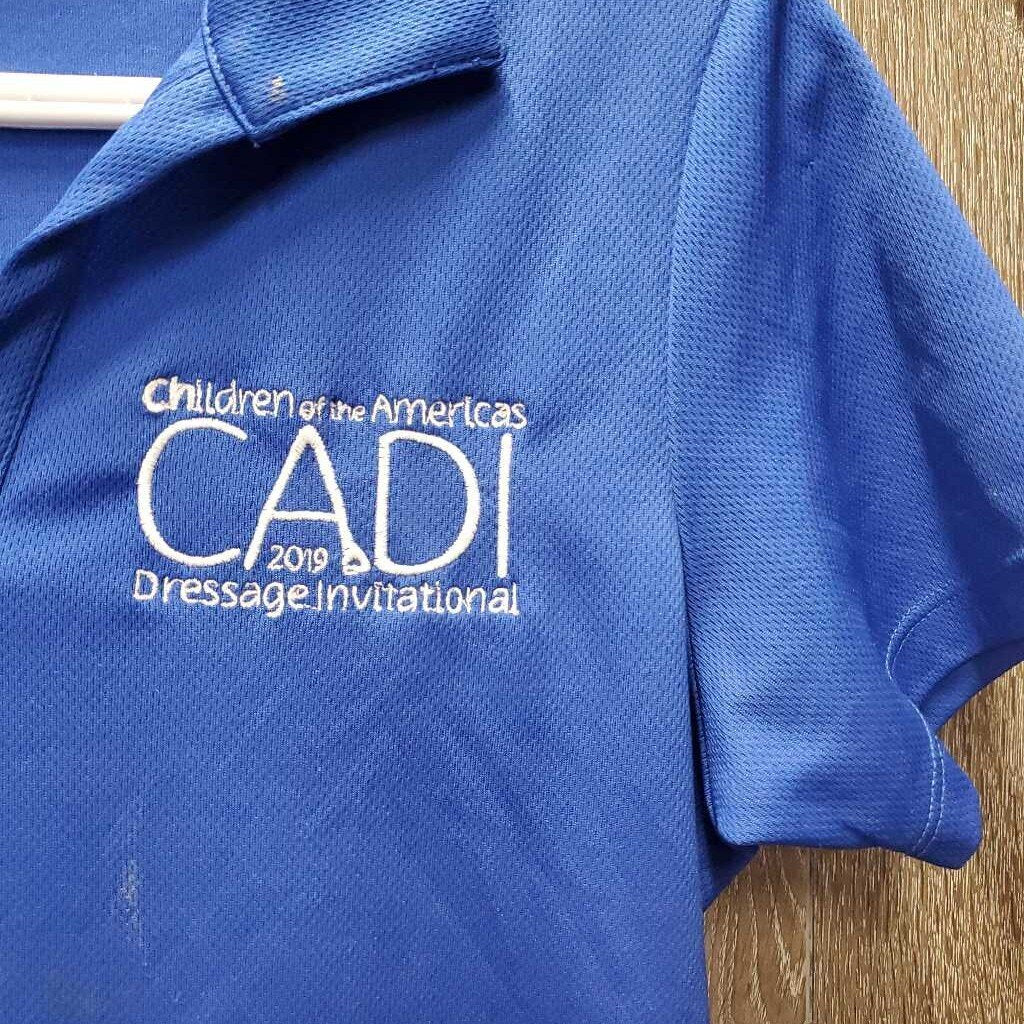 Children of the Americas
CADI
2019
Dressage Invitational